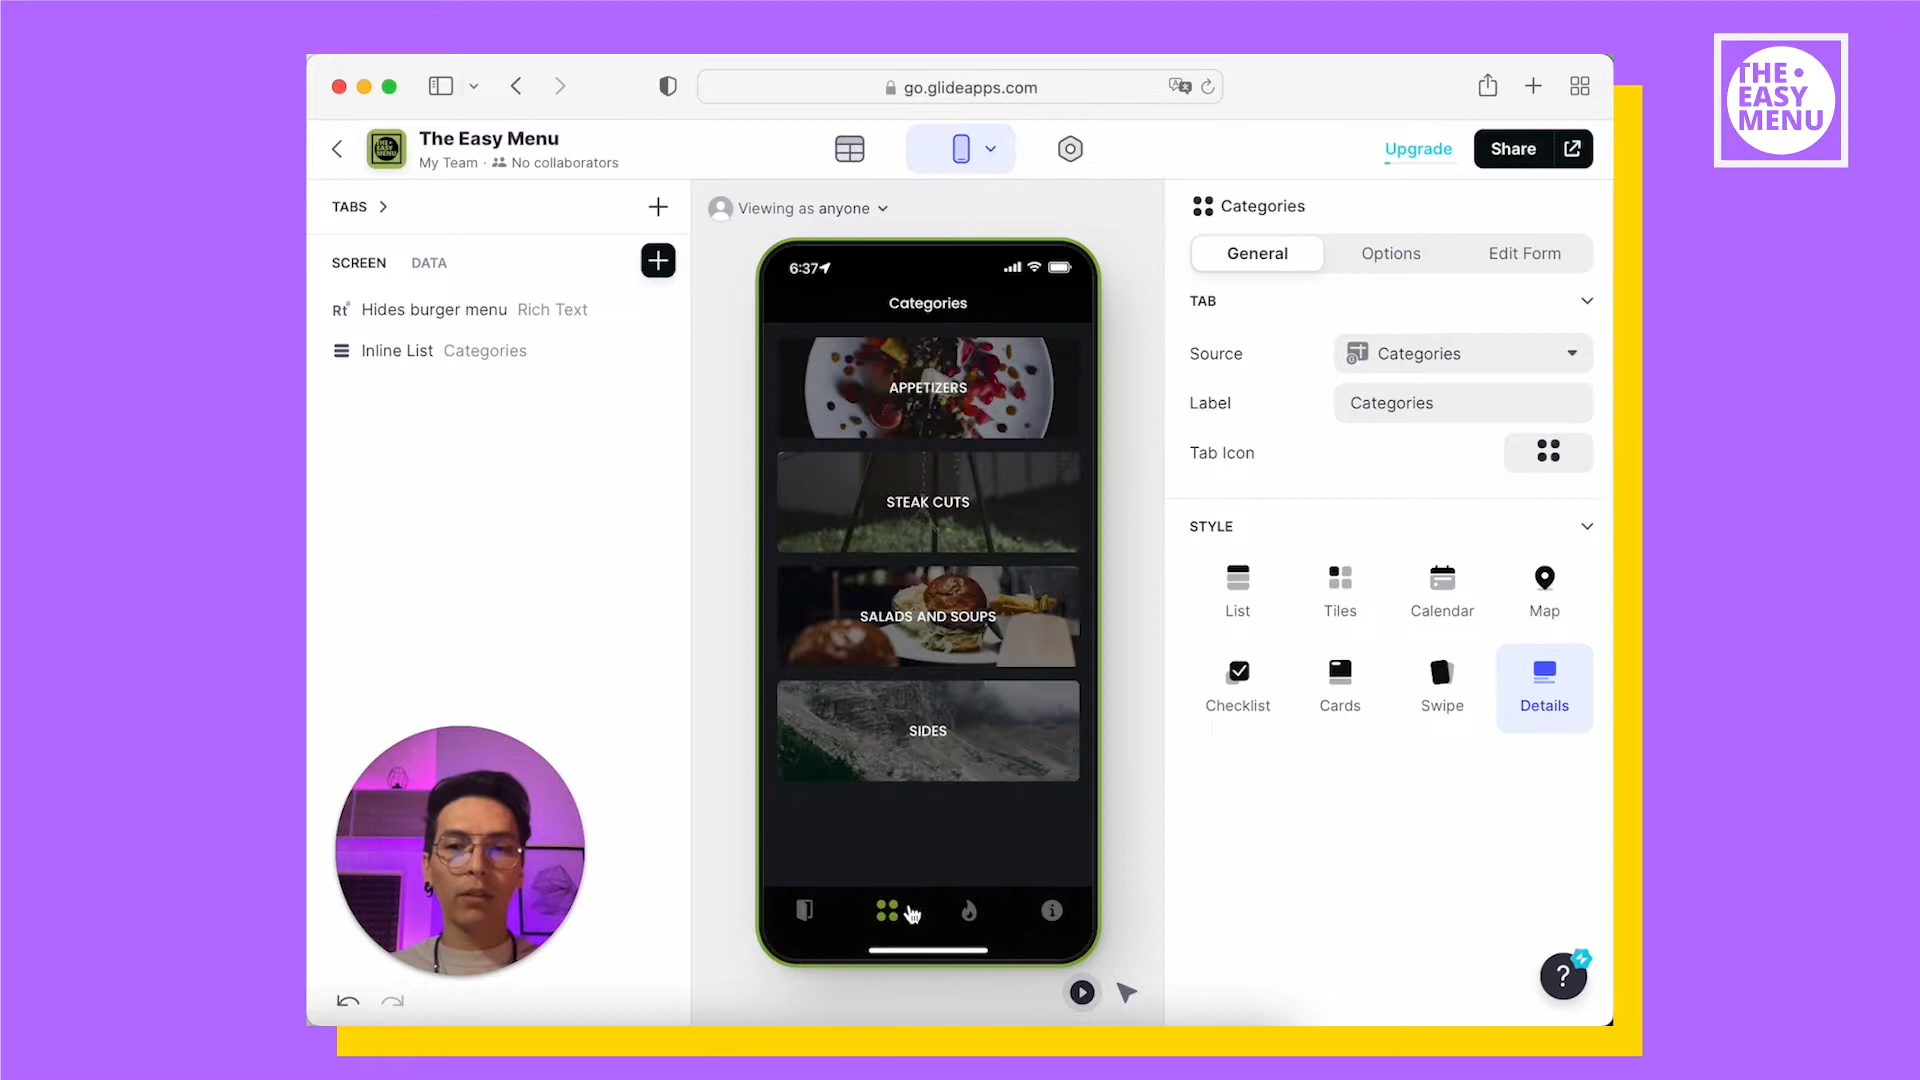 THE
EASY
MENU
go.glideapps.com
The Easy Menu
My Team · No collaborators
Upgrade
Share
TABS
SCREEN DATA
Rt Hides burger menu Rich Text
Inline List Categories
Viewing as anyone
6:37
Categories
APPETIZERS
STEAK CUTS
SALADS AND SOUPS
SIDES
Categories
General Options Edit Form
TAB
Source Categories
Label Categories
Tab Icon
STYLE
List Tiles Calendar Map
Checklist Cards Swipe Details
?